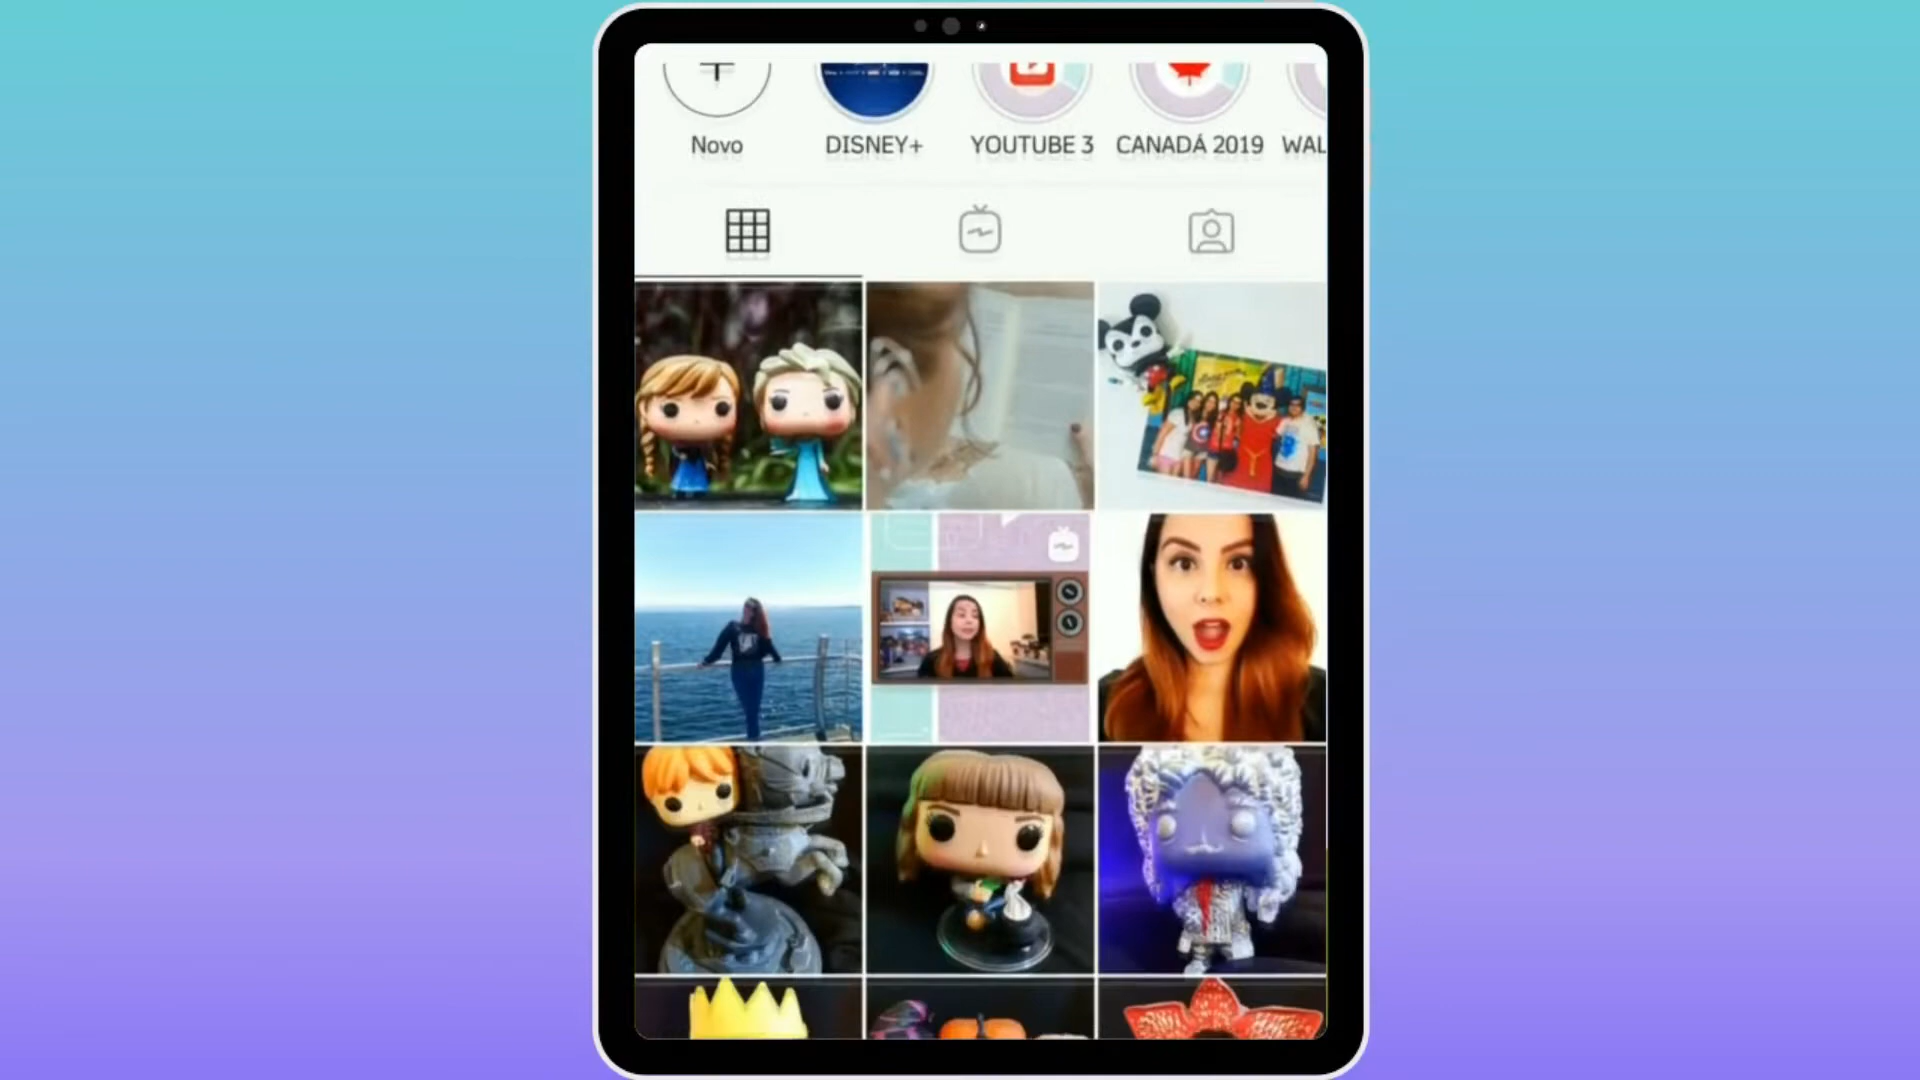 Novo
DISNEY+
YOUTUBE 3
CANADÁ 2019
WAL